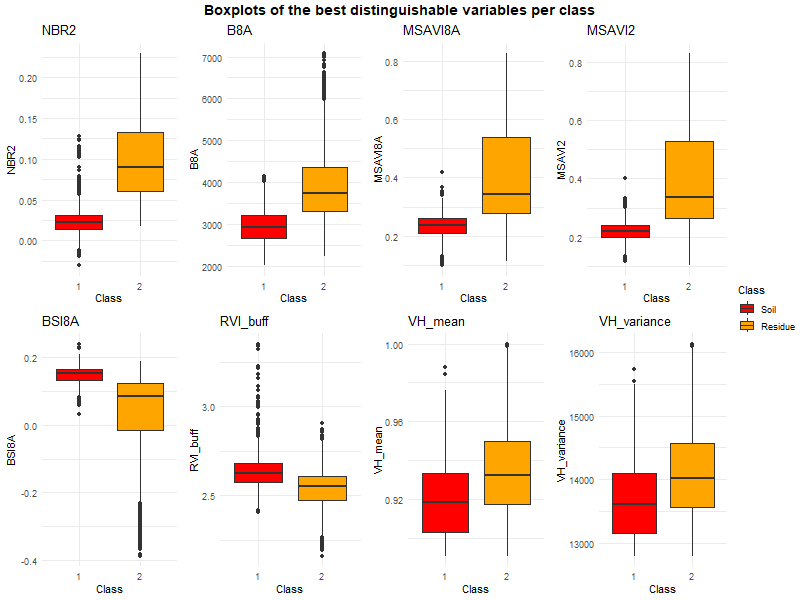 Boxplots of the best distinguishable variables per class
NBR2
B8A
MSAVI8A
MSAVI2
NBR2
0.20
0.15
0.10
0.05
0.00
1
2
Class
B8A
7000
6000
5000
4000
3000
2000
1
2
Class
MSAVI8A
0.8
0.6
0.4
0.2
1
2
Class
MSAVI2
0.8
0.6
0.4
0.2
1
2
Class
Class
Soil
Residue
BSI8A
RVI_buff
VH_mean
VH_variance
BSI8A
0.2
0.0
-0.2
-0.4
1
2
Class
RVI_buff
3.0
2.5
1
2
Class
VH_mean
1.00
0.96
0.92
1
2
Class
VH_variance
16000
15000
14000
13000
1
2
Class